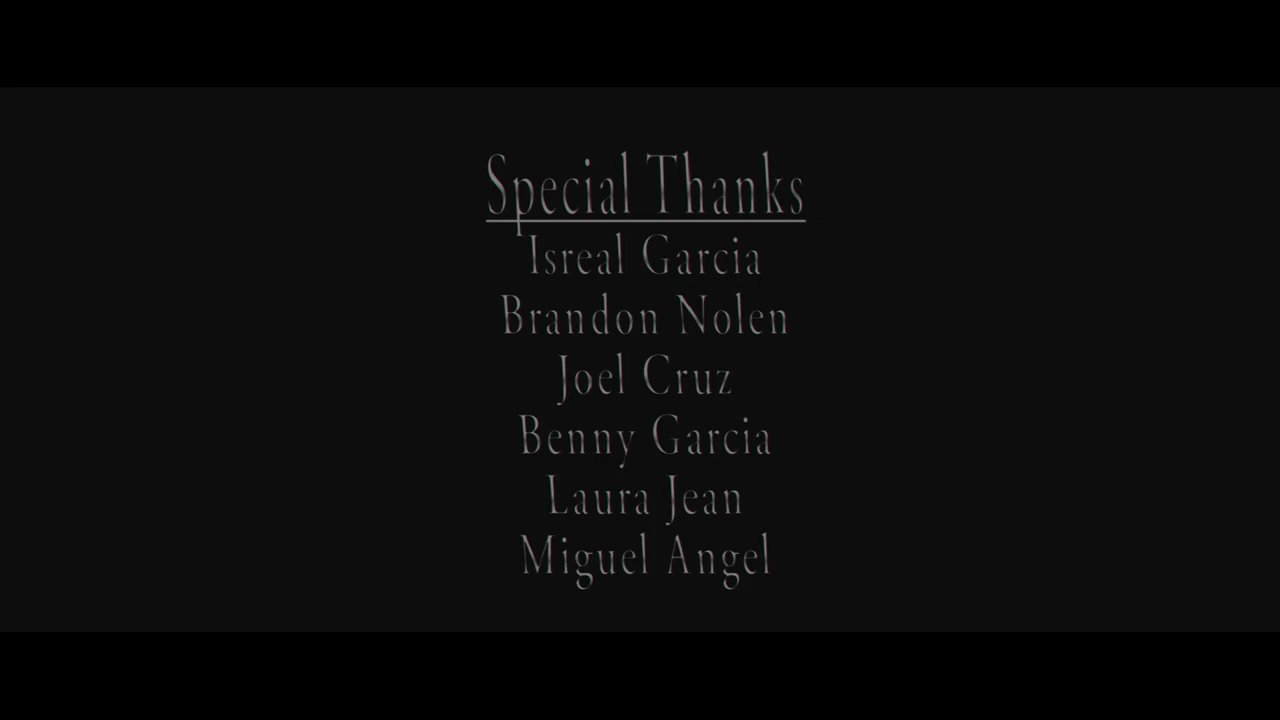 Special Thanks
Isreal Garcia
Brandon Nolen
Joel Cruz
Benny Garcia
Laura Jean
Miguel Angel